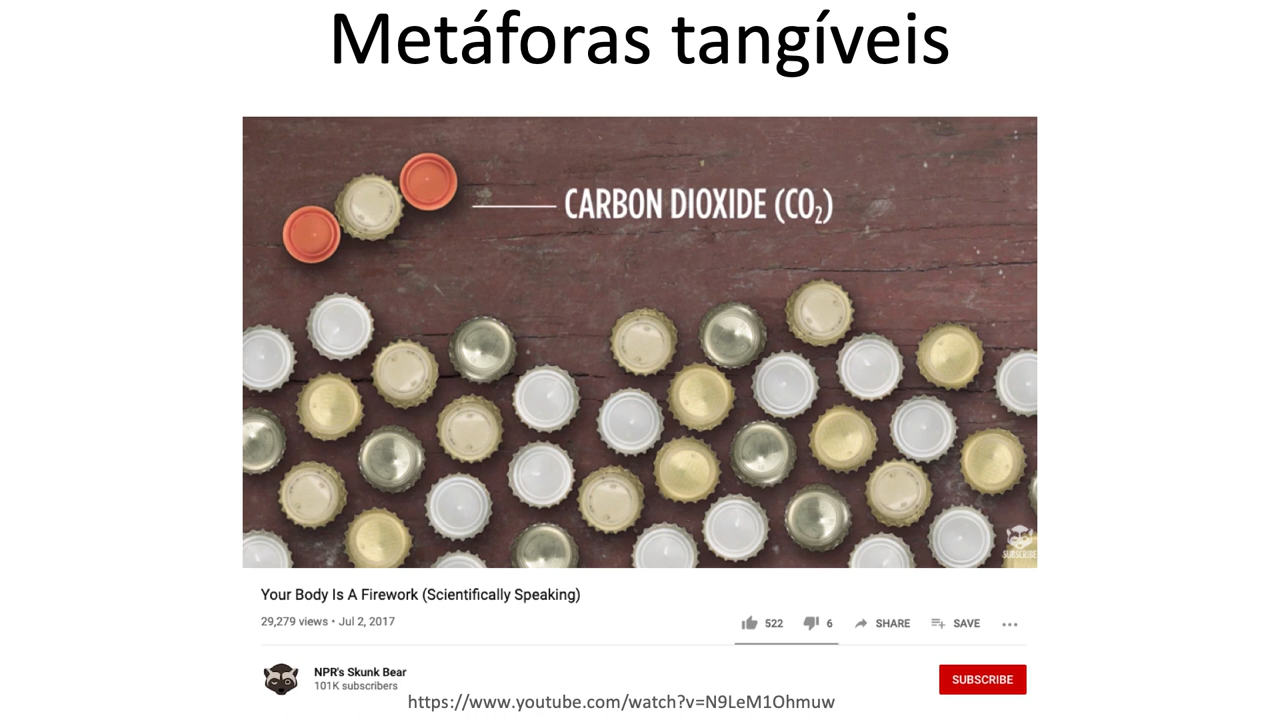 Metáforas tangíveis
CARBON DIOXIDE (CO₂)
SUBSCRIBE
Your Body Is A Firework (Scientifically Speaking)
29,279 views • Jul 2, 2017
522 6 SHARE SAVE
NPR's Skunk Bear
101K subscribers
SUBSCRIBE
https://www.youtube.com/watch?v=N9LeM1Ohmuw